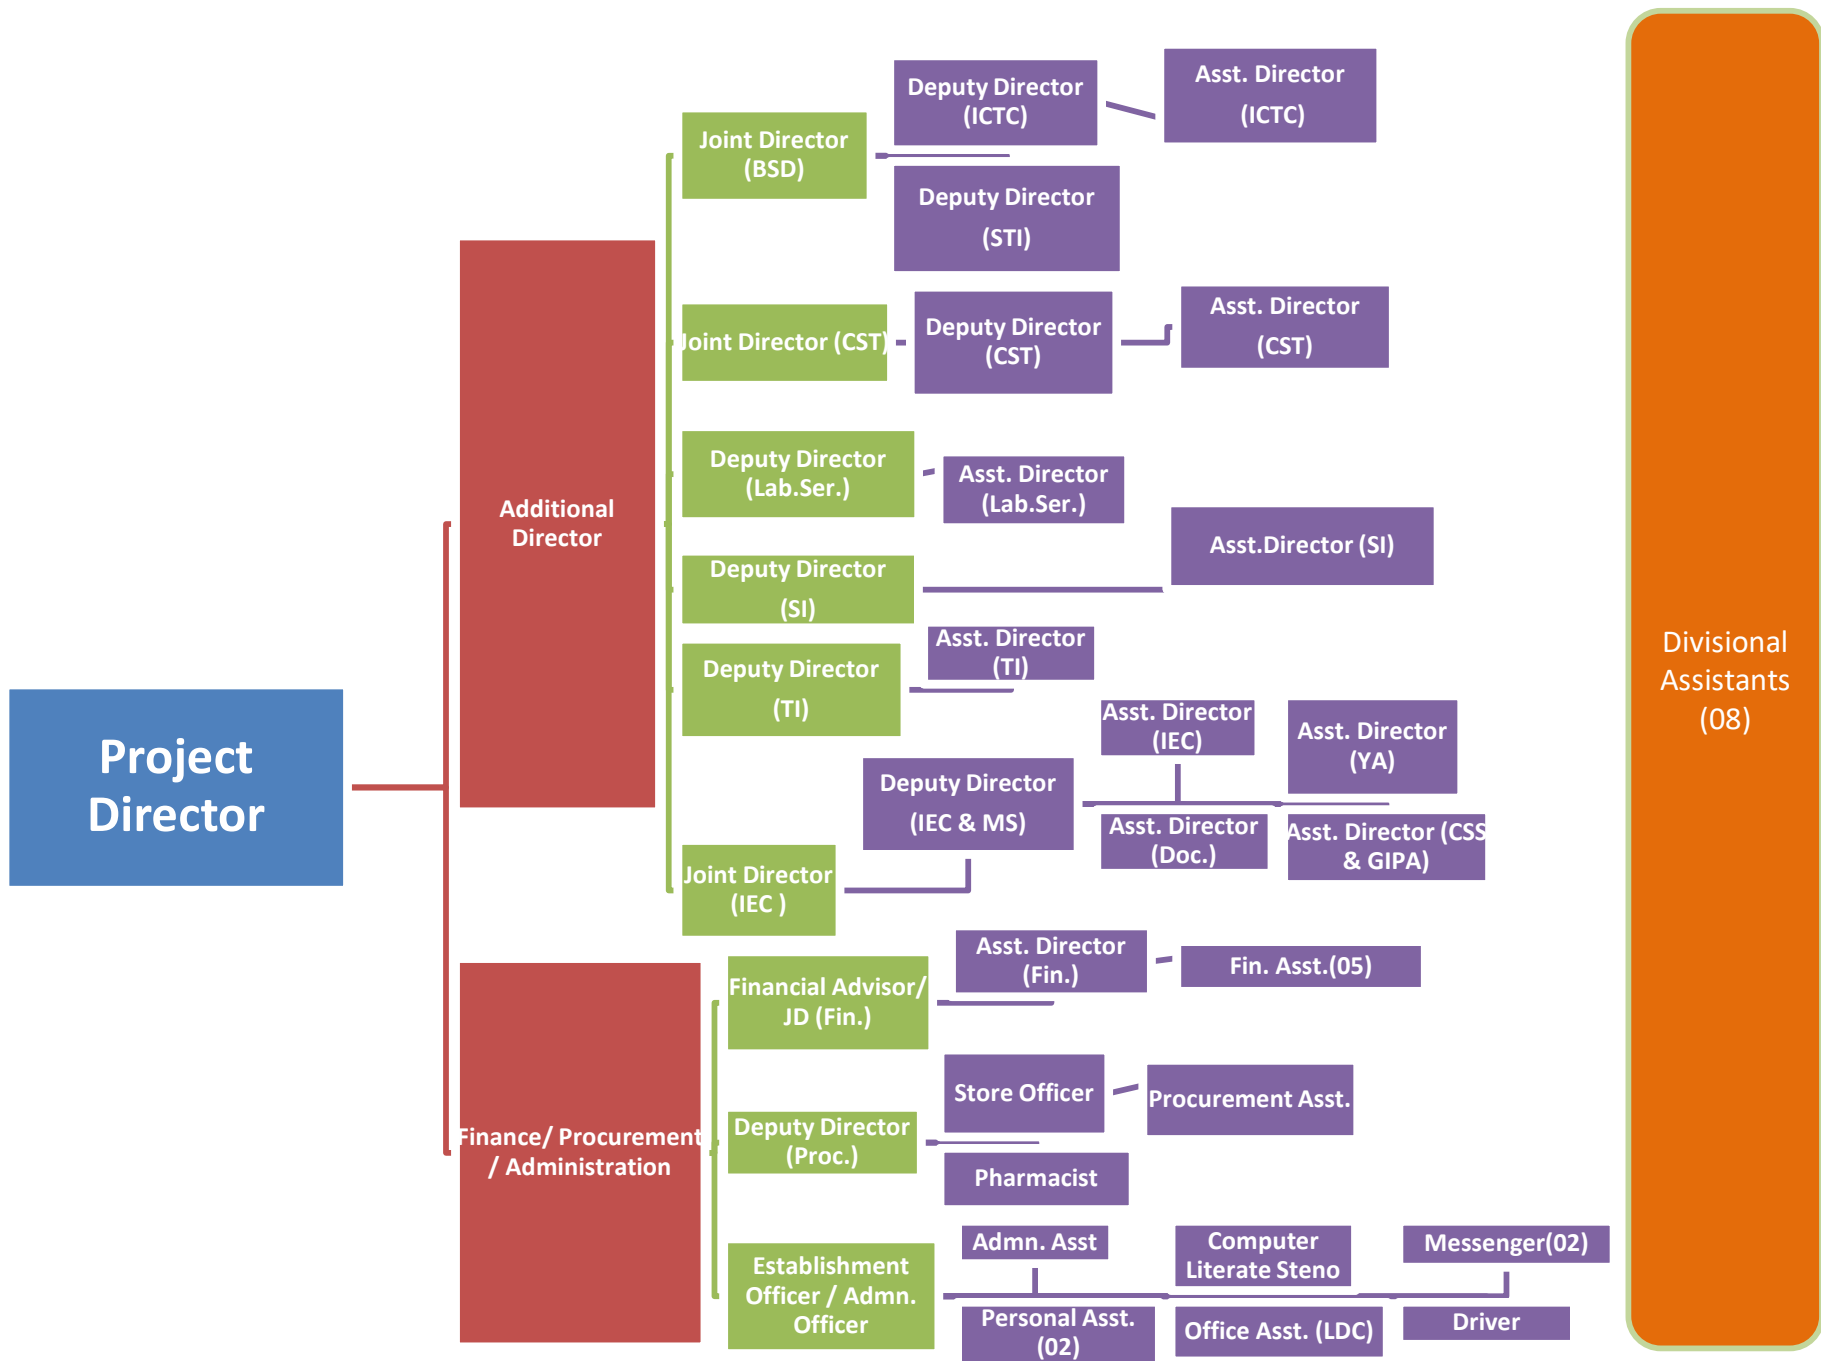 Project
Director
Additional
Director
Joint Director
(BSD)
Deputy Director
(ICTC)
Asst. Director
(ICTC)
Deputy Director
(STI)
Joint Director (CST)
Deputy Director
(CST)
Asst. Director
(CST)
Deputy Director
(Lab.Ser.)
Asst. Director
(Lab.Ser.)
Deputy Director
(SI)
Asst.Director (SI)
Deputy Director
(TI)
Asst. Director
(TI)
Joint Director
(IEC )
Deputy Director
(IEC & MS)
Asst. Director
(IEC)
Asst. Director
(YA)
Asst. Director
(Doc.)
Asst. Director (CSS
& GIPA)
Finance/ Procurement
/ Administration
Financial Advisor/
JD (Fin.)
Asst. Director
(Fin.)
Fin. Asst.(05)
Deputy Director
(Proc.)
Store Officer
Procurement Asst.
Pharmacist
Establishment
Officer / Admn.
Officer
Admn. Asst
Computer
Literate Steno
Messenger(02)
Personal Asst.
(02)
Office Asst. (LDC)
Driver
Divisional
Assistants
(08)